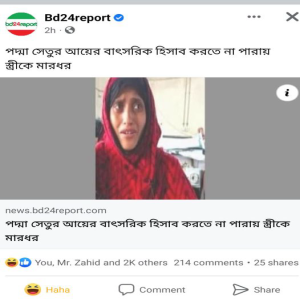 Bd24report
bd24report
2h
পদ্মা সেতুর আয়ের বাৎসরিক হিসাব করতে না পারায়
স্ত্রীকে মারধর
i
news.bd24report.com
পদ্মা সেতুর আয়ের বাৎসরিক হিসাব করতে না পারায় স্ত্রীকে
মারধর
You, Mr. Zahid and 2K others 214 comments • 25 shares
Haha Comment Share